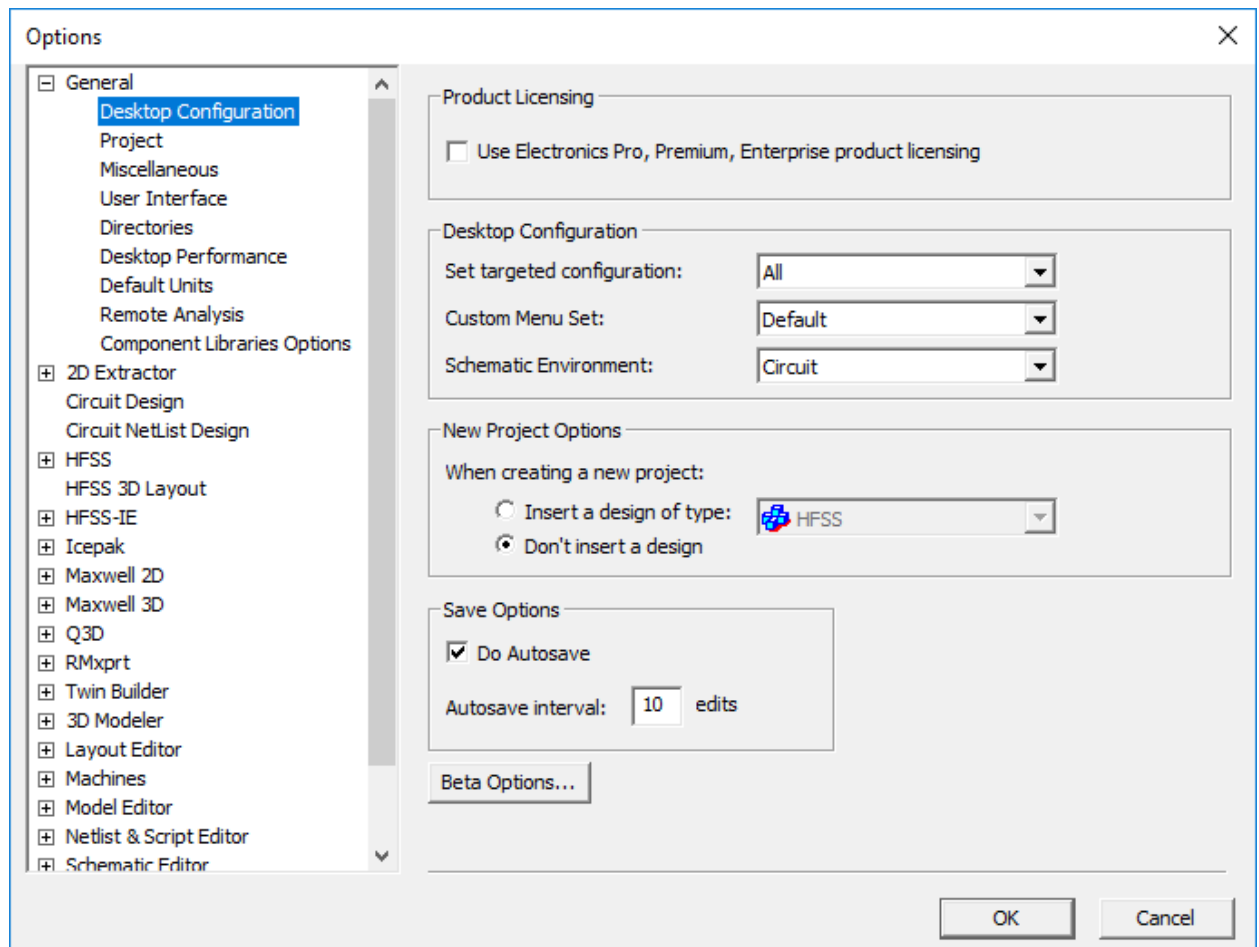 Options
General
Desktop Configuration
Project
Miscellaneous
User Interface
Directories
Desktop Performance
Default Units
Remote Analysis
Component Libraries Options
2D Extractor
Circuit Design
Circuit NetList Design
HFSS
HFSS 3D Layout
HFSS-IE
Icepak
Maxwell 2D
Maxwell 3D
Q3D
RMxprt
Twin Builder
3D Modeler
Layout Editor
Machines
Model Editor
Netlist & Script Editor
Schematic Editor
Product Licensing
Use Electronics Pro, Premium, Enterprise product licensing
Desktop Configuration
Set targeted configuration: All
Custom Menu Set: Default
Schematic Environment: Circuit
New Project Options
When creating a new project:
Insert a design of type: HFSS
Don't insert a design
Save Options
Do Autosave
Autosave interval: 10 edits
Beta Options...
OK Cancel